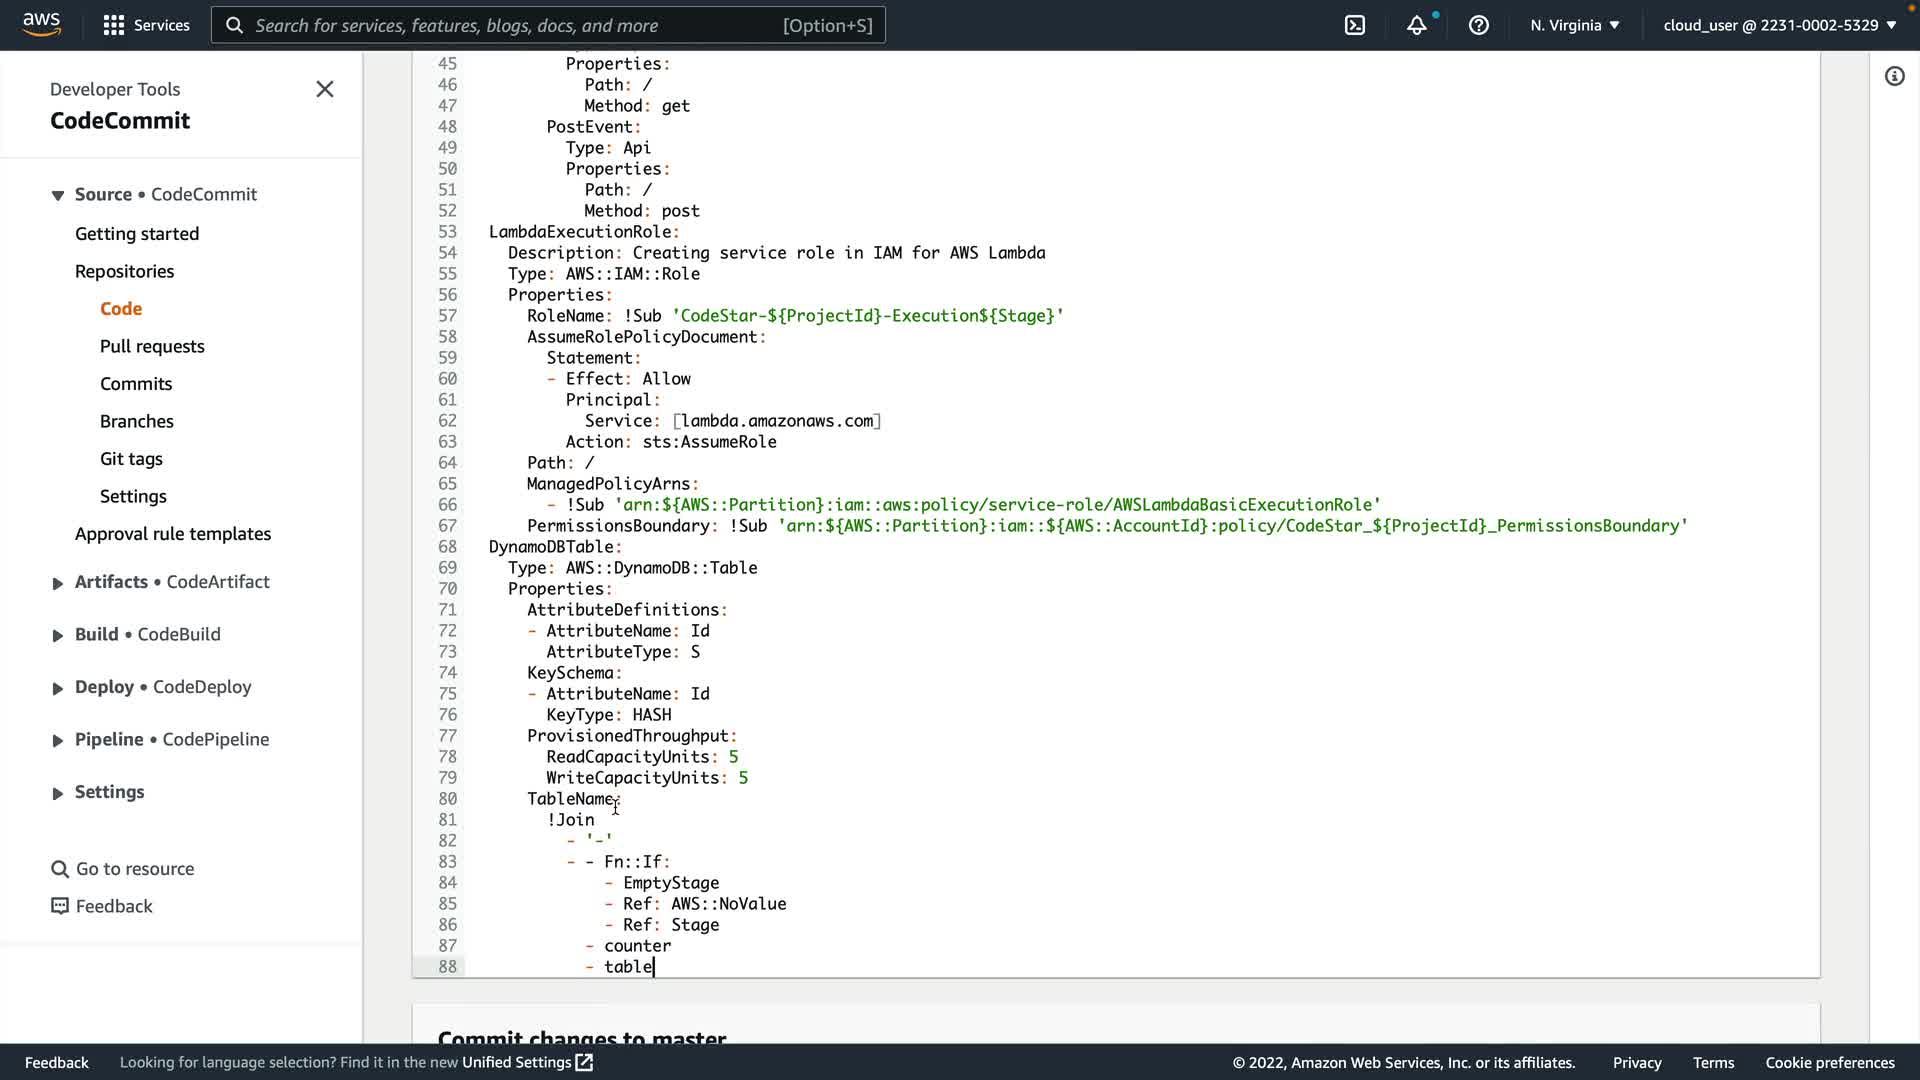 aws
Services
Search for services, features, blogs, docs, and more
[Option+S]
N. Virginia
cloud_user @ 2231-0002-5329
Developer Tools
CodeCommit
Source • CodeCommit
Getting started
Repositories
Code
Pull requests
Commits
Branches
Git tags
Settings
Approval rule templates
Artifacts • CodeArtifact
Build • CodeBuild
Deploy • CodeDeploy
Pipeline • CodePipeline
Settings
Go to resource
Feedback
45 Properties:
46 Path: /
47 Method: get
48 PostEvent:
49 Type: Api
50 Properties:
51 Path: /
52 Method: post
53 LambdaExecutionRole:
54 Description: Creating service role in IAM for AWS Lambda
55 Type: AWS::IAM::Role
56 Properties:
57 RoleName: !Sub 'CodeStar-${ProjectId}-Execution${Stage}'
58 AssumeRolePolicyDocument:
59 Statement:
60 - Effect: Allow
61 Principal:
62 Service: [lambda.amazonaws.com]
63 Action: sts:AssumeRole
64 Path: /
65 ManagedPolicyArns:
66 - !Sub 'arn:${AWS::Partition}:iam::aws:policy/service-role/AWSLambdaBasicExecutionRole'
67 PermissionsBoundary: !Sub 'arn:${AWS::Partition}:iam::${AWS::AccountId}:policy/CodeStar_${ProjectId}_PermissionsBoundary'
68 DynamoDBTable:
69 Type: AWS::DynamoDB::Table
70 Properties:
71 AttributeDefinitions:
72 - AttributeName: Id
73 AttributeType: S
74 KeySchema:
75 - AttributeName: Id
76 KeyType: HASH
77 ProvisionedThroughput:
78 ReadCapacityUnits: 5
79 WriteCapacityUnits: 5
80 TableName:
81 !Join
82 - '-'
83 - - Fn::If:
84 - EmptyStage
85 - Ref: AWS::NoValue
86 - Ref: Stage
87 - counter
88 - table
Commit changes to master
Feedback
Looking for language selection? Find it in the new Unified Settings
© 2022, Amazon Web Services, Inc. or its affiliates.
Privacy
Terms
Cookie preferences